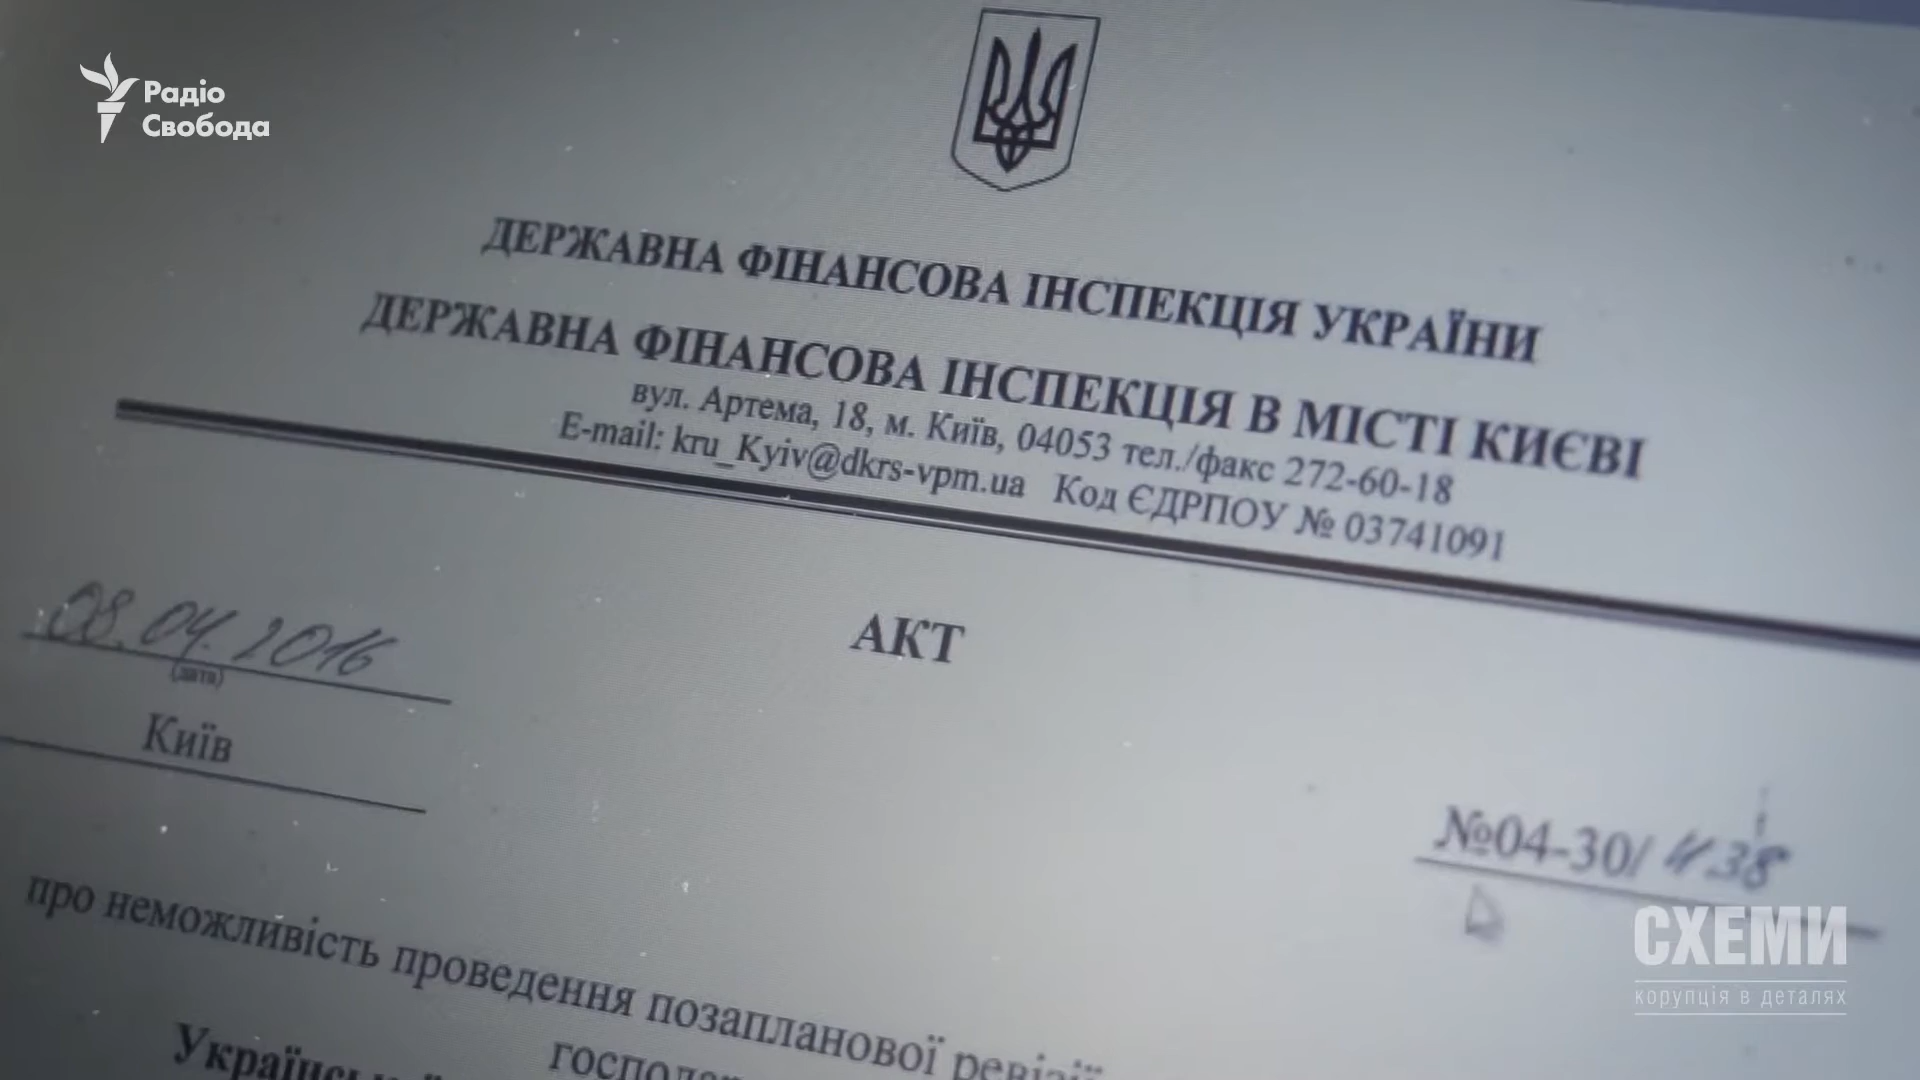 Радіо
Свобода
ДЕРЖАВНА ФІНАНСОВА ІНСПЕКЦІЯ УКРАЇНИ
ДЕРЖАВНА ФІНАНСОВА ІНСПЕКЦІЯ В МІСТІ КИЄВІ
вул. Артема, 18, м. Київ, 04053 тел./факс 272-60-18
E-mail: kru_Kyiv@dkrs-vpm.ua Код ЄДРПОУ № 03741091
08.04.2016
(дата)
АКТ
Київ
№04-30/438
про неможливість проведення позапланової ревізії
СХЕМИ
корупція в деталях